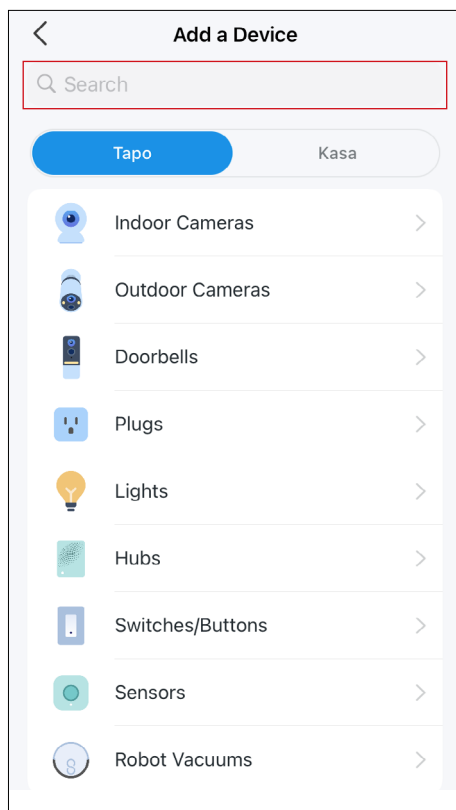 Add a Device
Search
Tapo Kasa
Indoor Cameras
Outdoor Cameras
Doorbells
Plugs
Lights
Hubs
Switches/Buttons
Sensors
Robot Vacuums